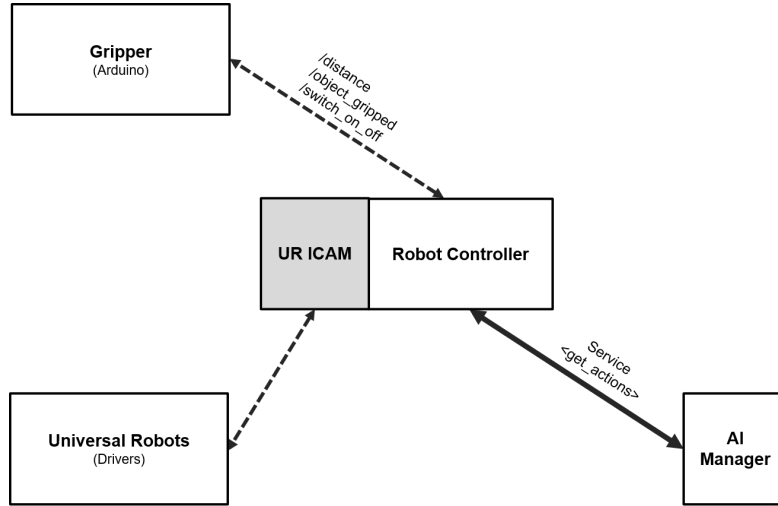 Gripper
(Arduino)
/distance
/object_gripped
/switch_on_off
UR ICAM
Robot Controller
Service
<get_actions>
Universal Robots
(Drivers)
AI
Manager